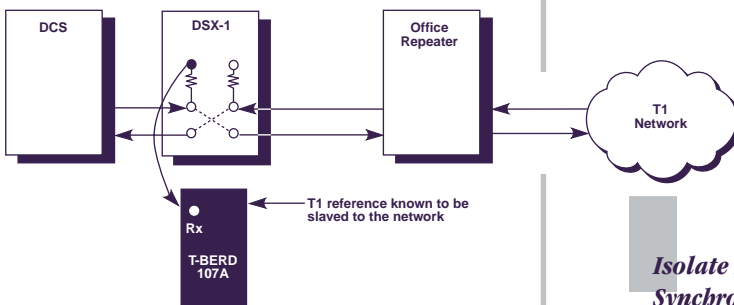 DCS
DSX-1
Office
Repeater
T1
Network
T1 reference known to be
slaved to the network
Rx
T-BERD
107A
Isolate
Synchro